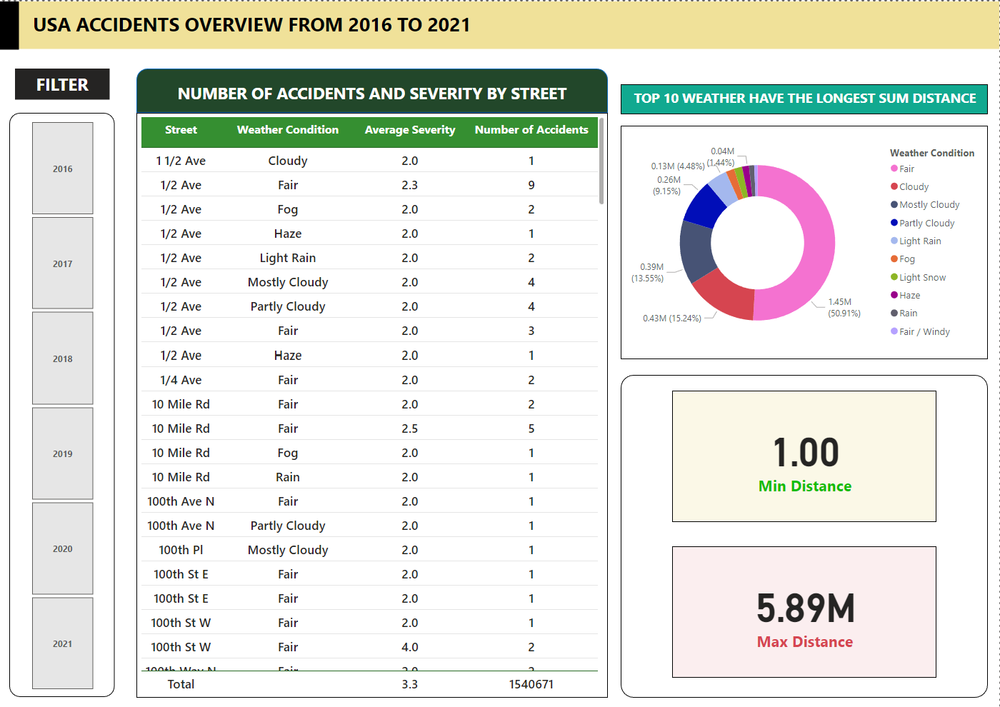 USA ACCIDENTS OVERVIEW FROM 2016 TO 2021
FILTER
2016
2017
2018
2019
2020
2021
NUMBER OF ACCIDENTS AND SEVERITY BY STREET
Street Weather Condition Average Severity Number of Accidents
1 1/2 Ave Cloudy 2.0 1
1/2 Ave Fair 2.3 9
1/2 Ave Fog 2.0 2
1/2 Ave Haze 2.0 1
1/2 Ave Light Rain 2.0 2
1/2 Ave Mostly Cloudy 2.0 4
1/2 Ave Partly Cloudy 2.0 4
1/2 Ave Fair 2.0 3
1/2 Ave Haze 2.0 1
1/4 Ave Fair 2.0 2
10 Mile Rd Fair 2.0 2
10 Mile Rd Fair 2.5 5
10 Mile Rd Fog 2.0 1
10 Mile Rd Rain 2.0 1
100th Ave N Fair 2.0 1
100th Ave N Partly Cloudy 2.0 1
100th Pl Mostly Cloudy 2.0 1
100th St E Fair 2.0 1
100th St E Fair 2.0 1
100th St W Fair 2.0 1
100th St W Fair 4.0 2
100th Way N Fair 2.0
Total 3.3 1540671
TOP 10 WEATHER HAVE THE LONGEST SUM DISTANCE
0.04M
(1.44%)
0.13M (4.48%)
0.26M
(9.15%)
0.39M
(13.55%)
0.43M (15.24%)
1.45M
(50.91%)
Weather Condition
Fair
Cloudy
Mostly Cloudy
Partly Cloudy
Light Rain
Fog
Light Snow
Haze
Rain
Fair / Windy
1.00
Min Distance
5.89M
Max Distance